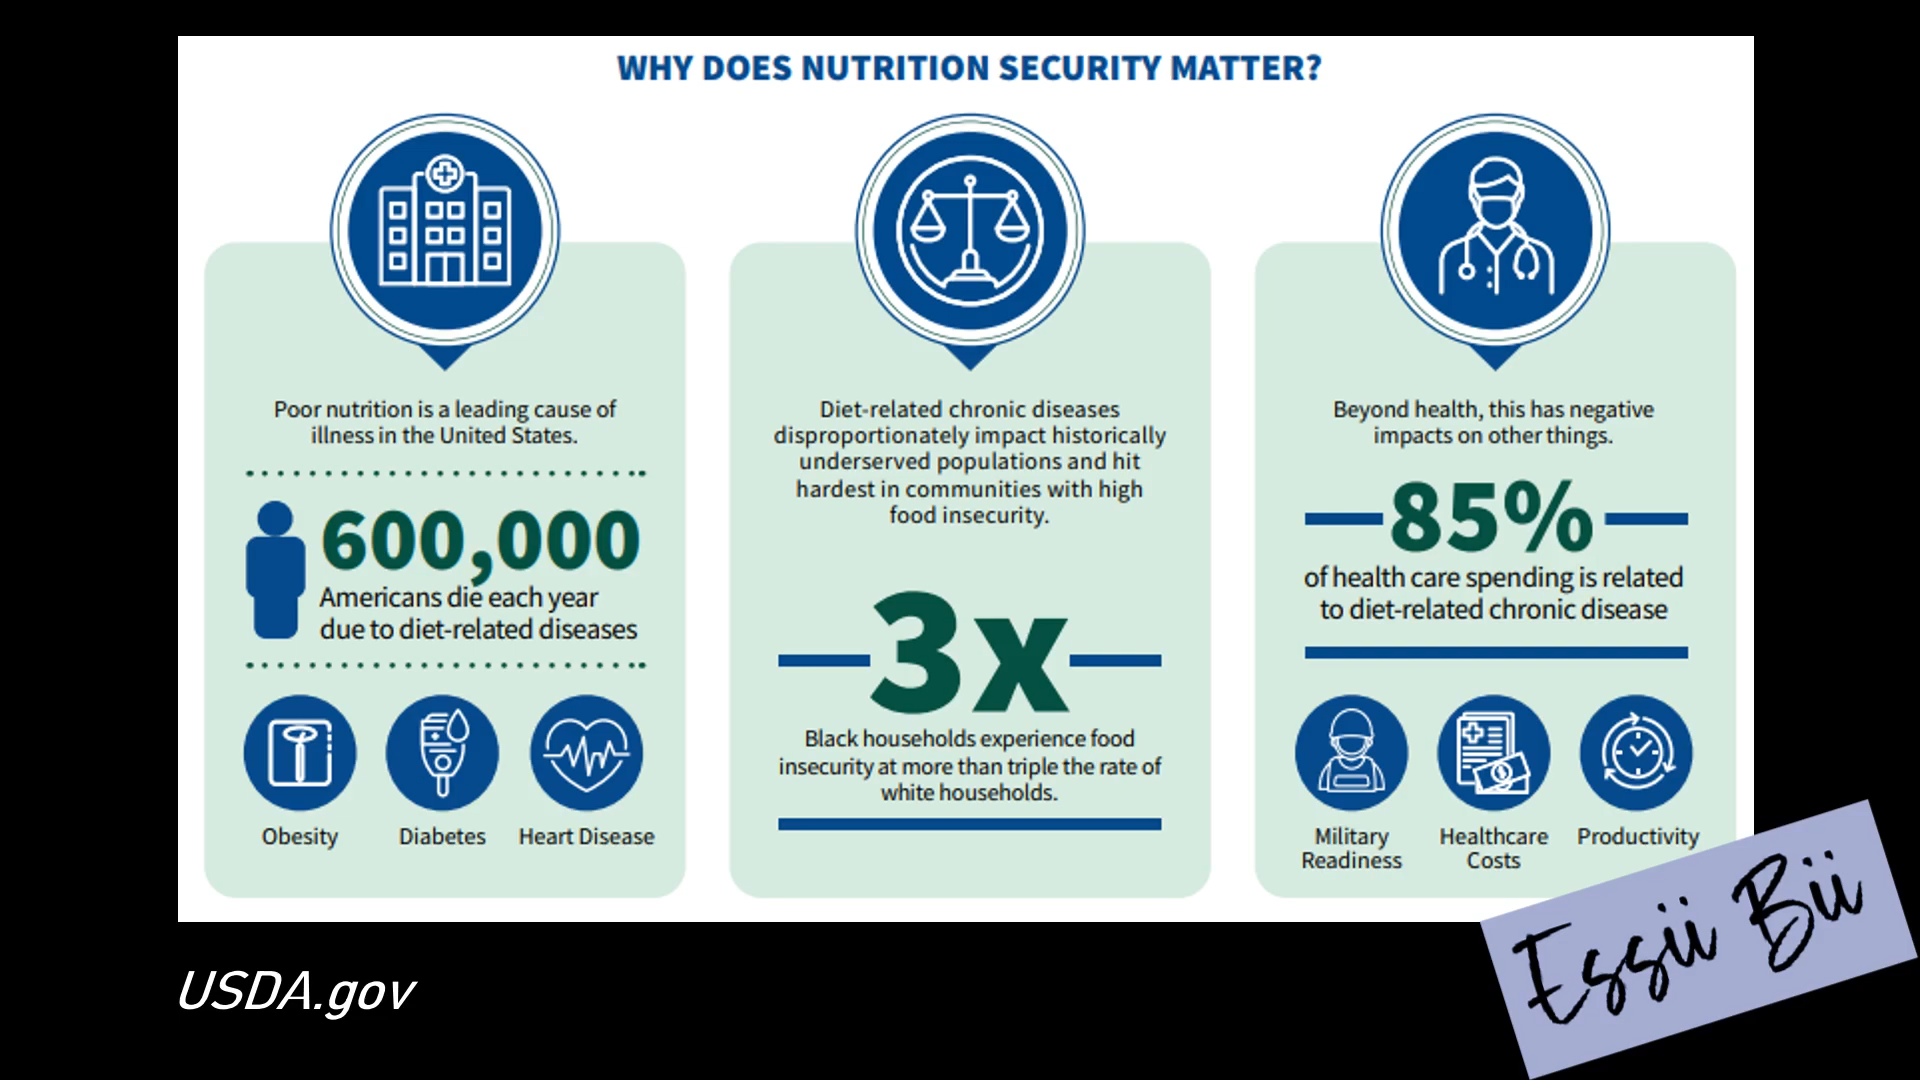 WHY DOES NUTRITION SECURITY MATTER?
Poor nutrition is a leading cause of
illness in the United States.
600,000
Americans die each year
due to diet-related diseases
Obesity
Diabetes
Heart Disease
Diet-related chronic diseases
disproportionately impact historically
underserved populations and hit
hardest in communities with high
food insecurity.
3x
Black households experience food
insecurity at more than triple the rate of
white households.
Beyond health, this has negative
impacts on other things.
85%
of health care spending is related
to diet-related chronic disease
Military
Readiness
Healthcare
Costs
Productivity
USDA.gov
Essii Bii